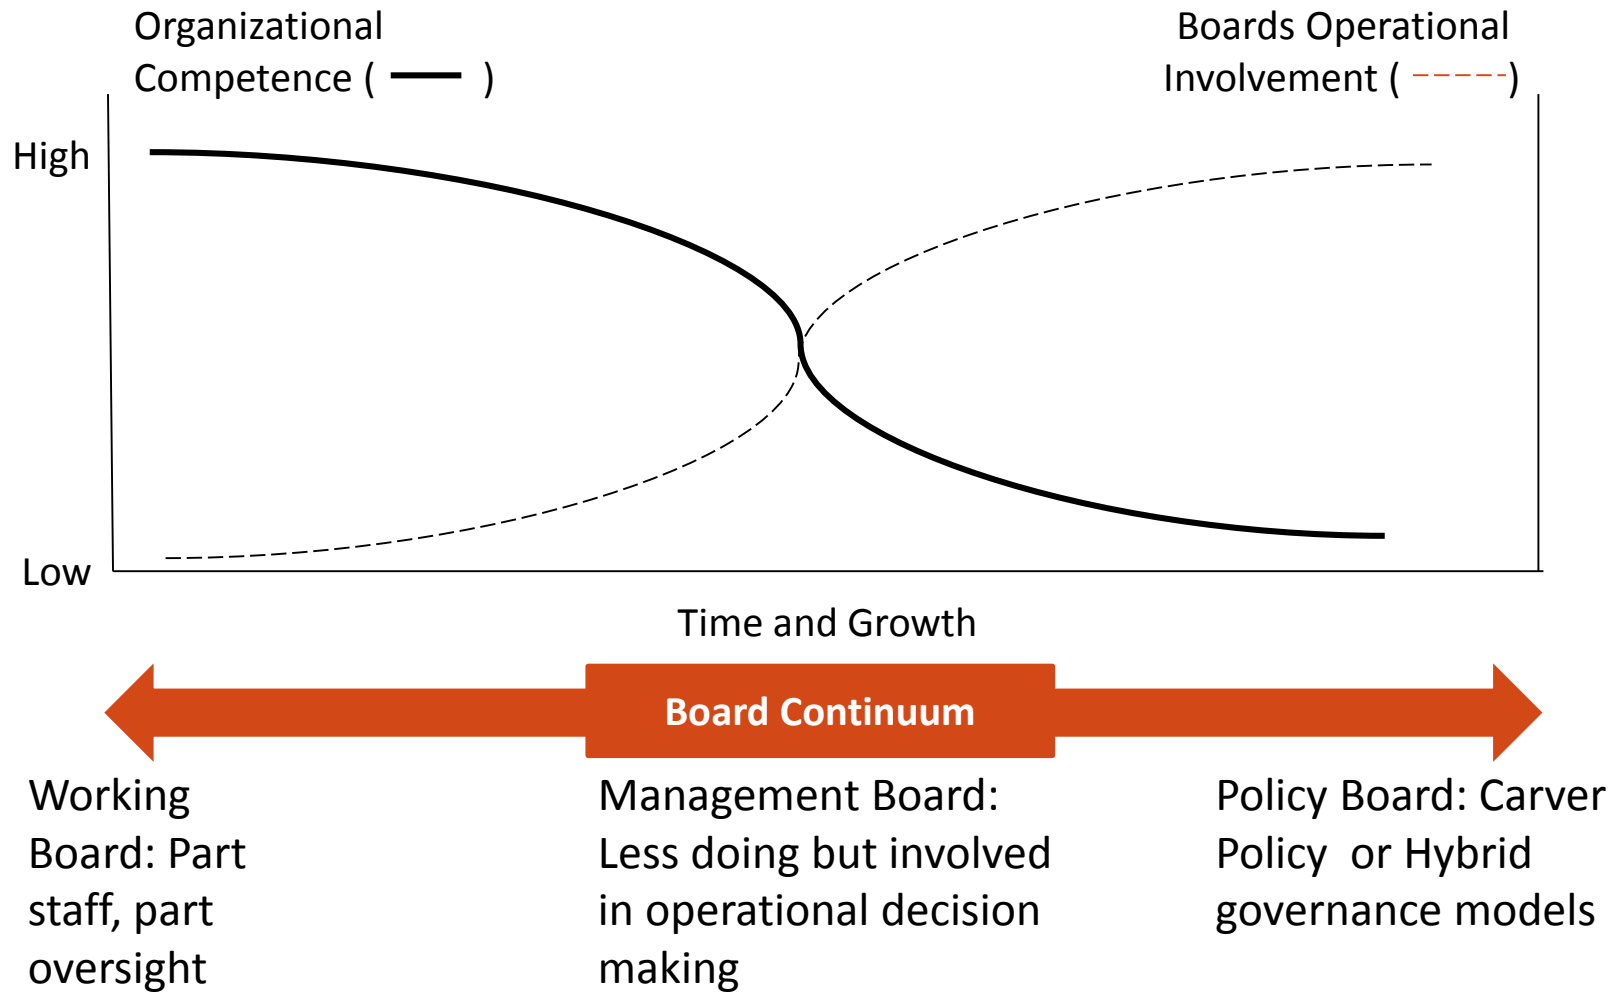 Organizational
Competence ( )
Boards Operational
Involvement ( )
High
Low
Time and Growth
Board Continuum
Working
Board: Part
staff, part
oversight
Management Board:
Less doing but involved
in operational decision
making
Policy Board: Carver
Policy or Hybrid
governance models